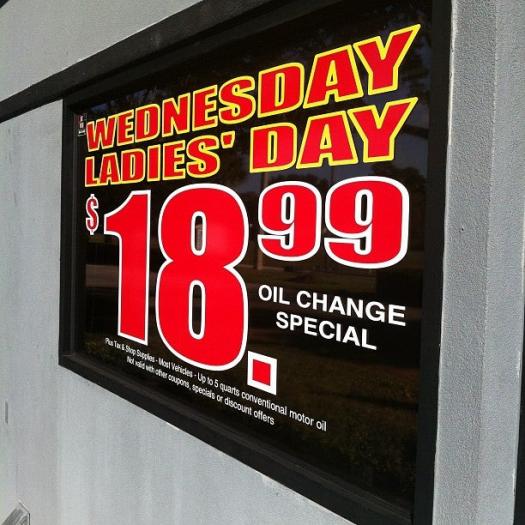 WEDNESDAY
LADIES' DAY
$18.99
OIL CHANGE
SPECIAL
Plus Tax & Shop Supplies - Most Vehicles - Up to 5 quarts conventional motor oil
Not valid with other coupons, specials or discount offers